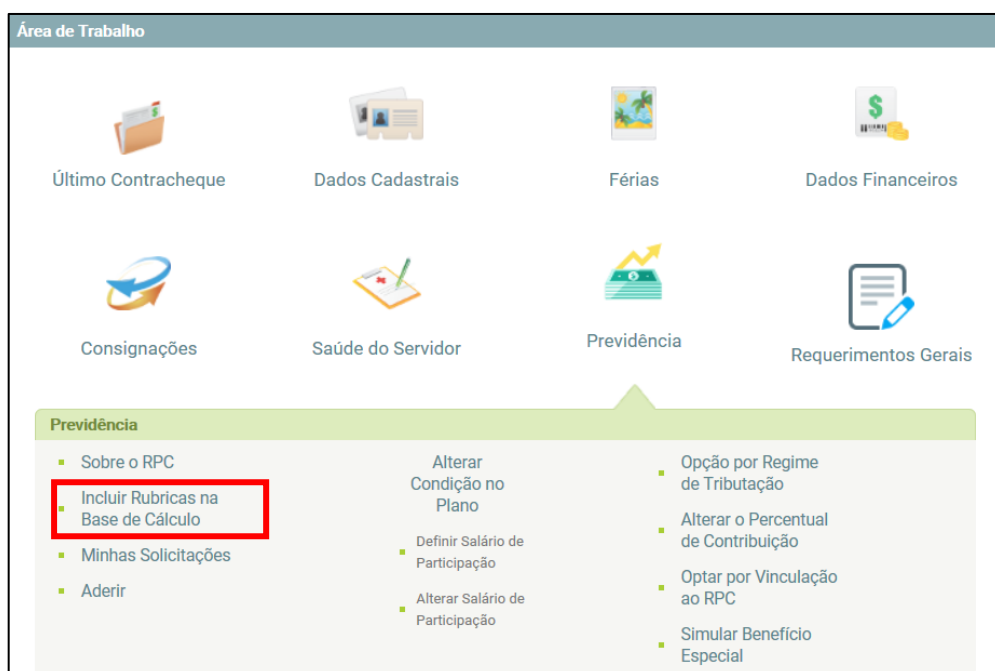 Área de Trabalho
Último Contracheque
Dados Cadastrais
Férias
Dados Financeiros
Consignações
Saúde do Servidor
Previdência
Requerimentos Gerais
Previdência
Sobre o RPC
Incluir Rubricas na
Base de Cálculo
Minhas Solicitações
Aderir
Alterar
Condição no
Plano
Definir Salário de
Participação
Alterar Salário de
Participação
Opção por Regime
de Tributação
Alterar o Percentual
de Contribuição
Optar por Vinculação
ao RPC
Simular Benefício
Especial